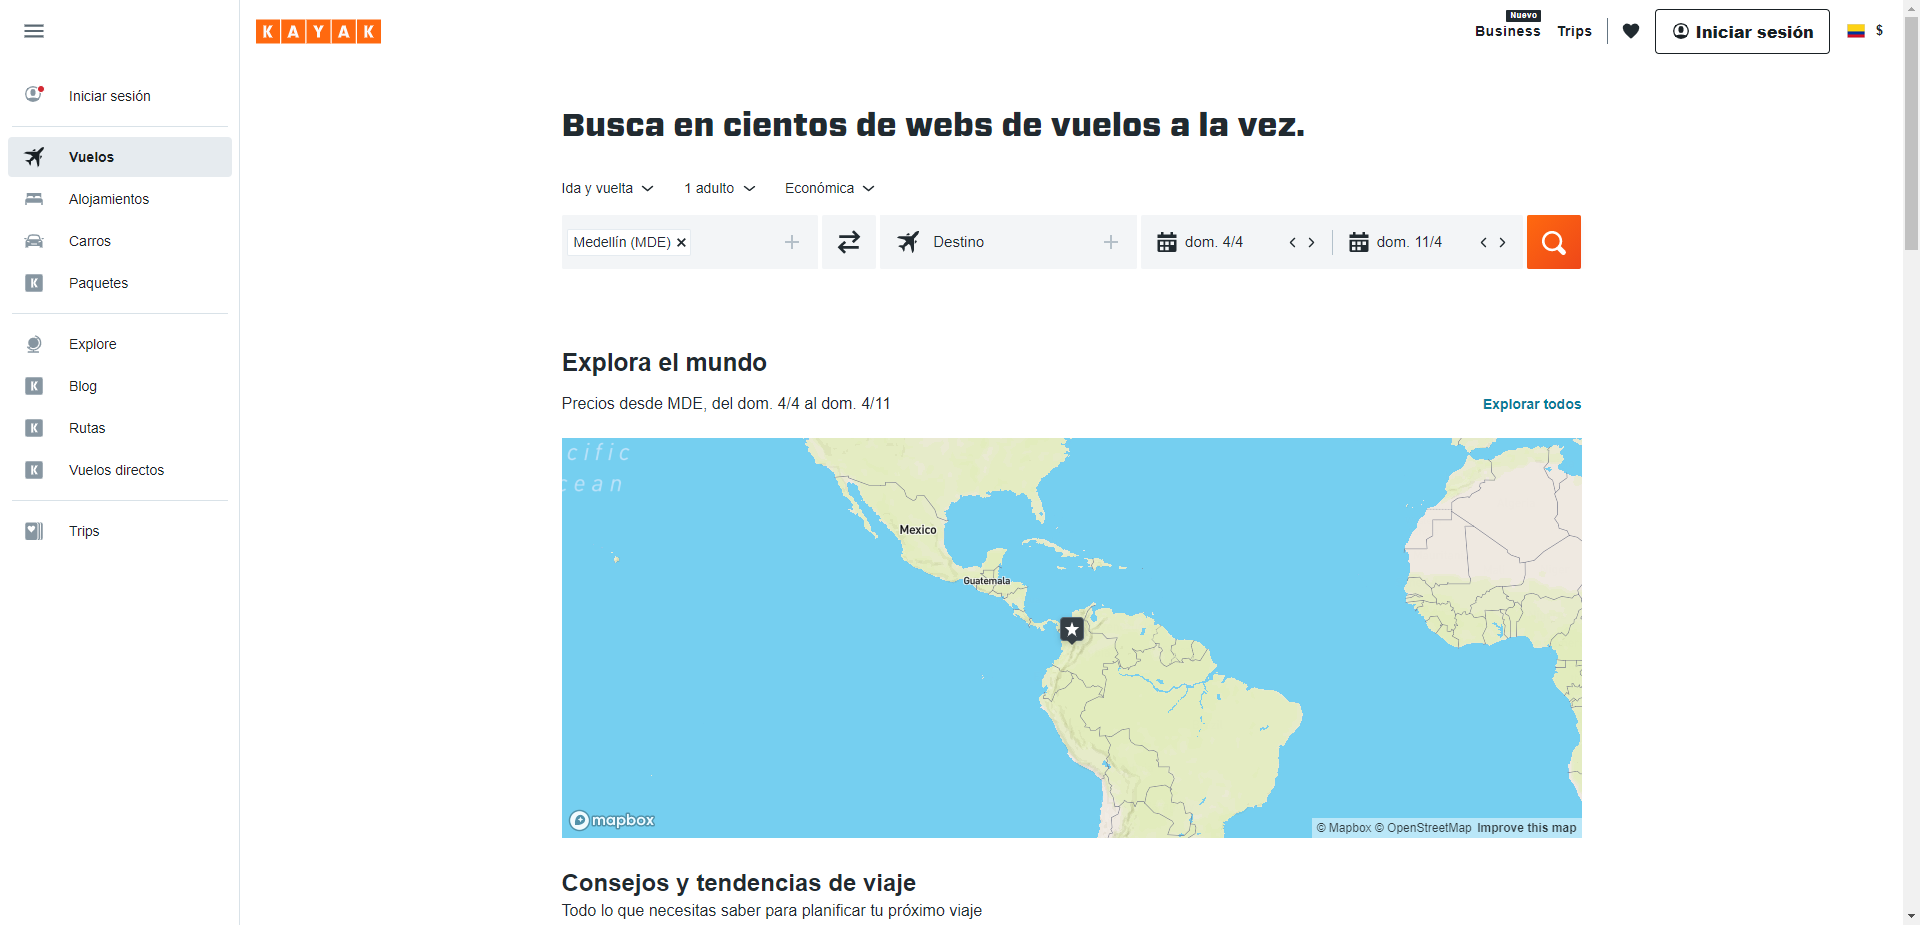 KAYAK
Nuevo
Business
Trips
Iniciar sesión
$
Iniciar sesión
Vuelos
Alojamientos
Carros
K
Paquetes
Explore
K
Blog
K
Rutas
K
Vuelos directos
Trips
Busca en cientos de webs de vuelos a la vez.
Ida y vuelta
1 adulto
Económica
Medellín (MDE)
Destino
dom. 4/4
dom. 11/4
Explora el mundo
Precios desde MDE, del dom. 4/4 al dom. 4/11
Explorar todos
cific
cean
Mexico
Guatemala
mapbox
© Mapbox © OpenStreetMap Improve this map
Consejos y tendencias de viaje
Todo lo que necesitas saber para planificar tu próximo viaje